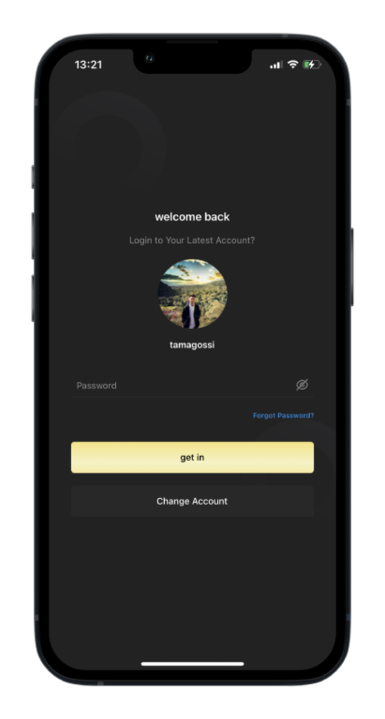 13:21
welcome back
Login to Your Latest Account?
tamagossi
Password
Forgot Password?
get in
Change Account